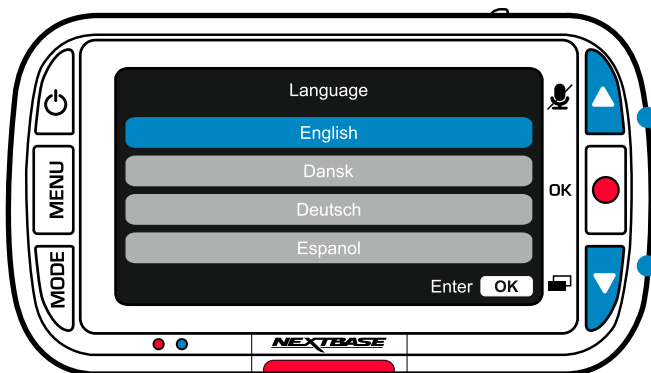 Language
English
Dansk
Deutsch
Espanol
Enter OK
MENU
MODE
OK
NEXTBASE